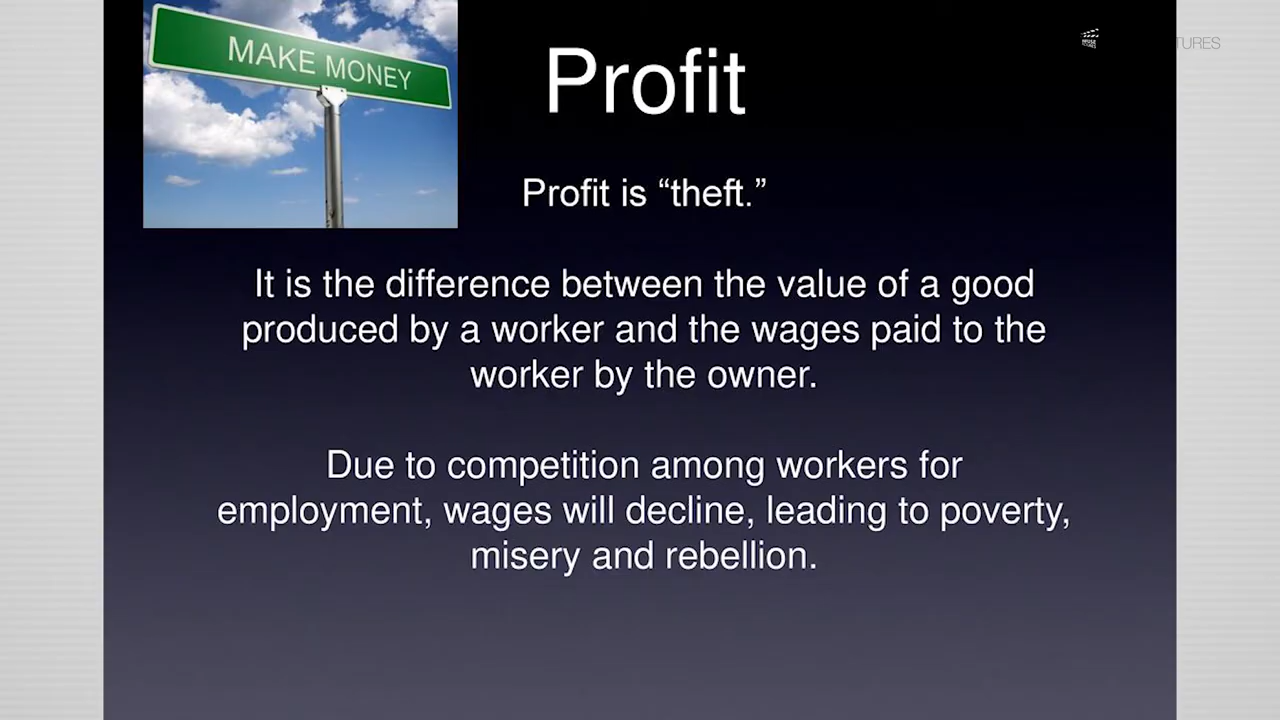 MAKE MONEY
TURES
Profit
Profit is “theft.”
It is the difference between the value of a good
produced by a worker and the wages paid to the
worker by the owner.
Due to competition among workers for
employment, wages will decline, leading to poverty,
misery and rebellion.